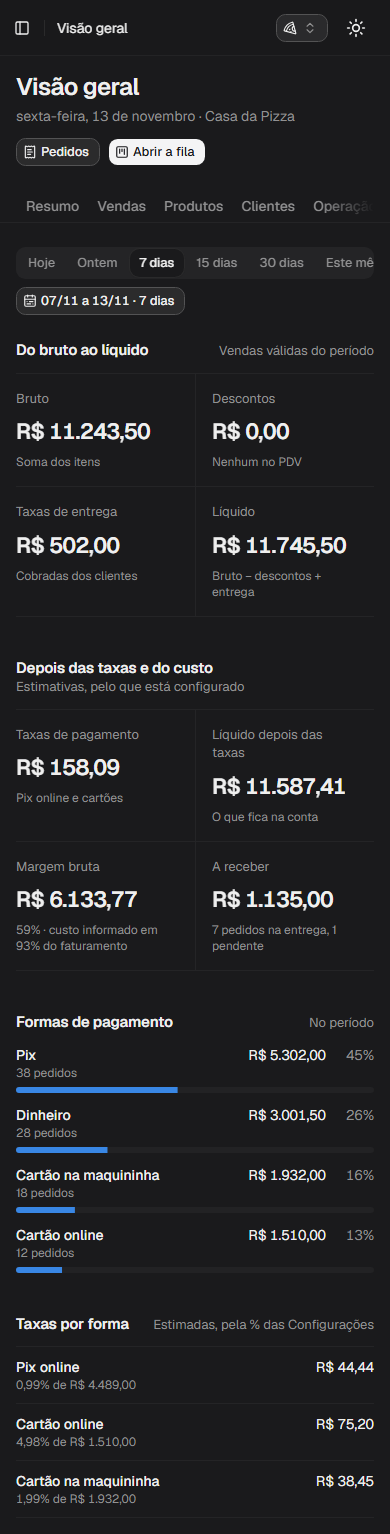 Visão geral
Visão geral
sexta-feira, 13 de novembro · Casa da Pizza
Pedidos
Abrir a fila
Resumo Vendas Produtos Clientes Operaçã
Hoje Ontem 7 dias 15 dias 30 dias Este mê
07/11 a 13/11 · 7 dias
Do bruto ao líquido Vendas válidas do período
Bruto
R$ 11.243,50
Soma dos itens
Descontos
R$ 0,00
Nenhum no PDV
Taxas de entrega
R$ 502,00
Cobradas dos clientes
Líquido
R$ 11.745,50
Bruto − descontos +
entrega
Depois das taxas e do custo
Estimativas, pelo que está configurado
Taxas de pagamento
R$ 158,09
Pix online e cartões
Líquido depois das
taxas
R$ 11.587,41
O que fica na conta
Margem bruta
R$ 6.133,77
59% · custo informado em
93% do faturamento
A receber
R$ 1.135,00
7 pedidos na entrega, 1
pendente
Formas de pagamento No período
Pix R$ 5.302,00 45%
38 pedidos
Dinheiro R$ 3.001,50 26%
28 pedidos
Cartão na maquininha R$ 1.932,00 16%
18 pedidos
Cartão online R$ 1.510,00 13%
12 pedidos
Taxas por forma Estimadas, pela % das Configurações
Pix online R$ 44,44
0,99% de R$ 4.489,00
Cartão online R$ 75,20
4,98% de R$ 1.510,00
Cartão na maquininha R$ 38,45
1,99% de R$ 1.932,00